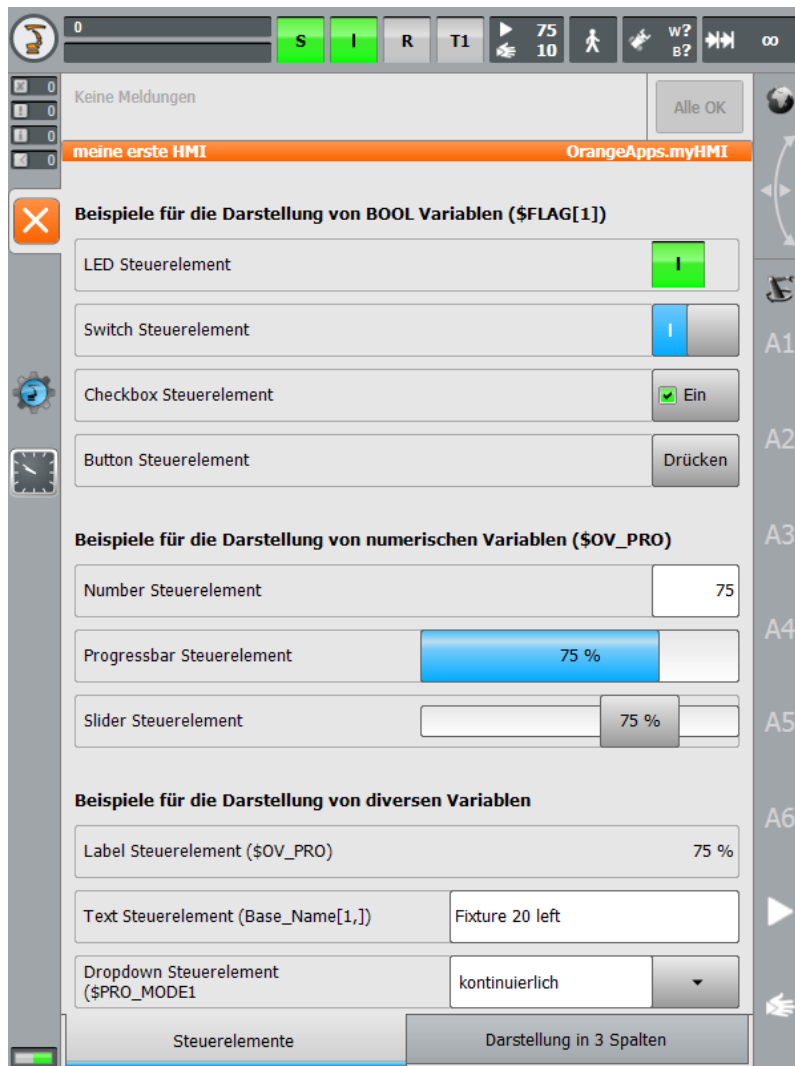 0
S I R T1 75 10 W? B? ∞
0
0
0
0
Keine Meldungen
Alle OK
meine erste HMI OrangeApps.myHMI
Beispiele für die Darstellung von BOOL Variablen ($FLAG[1])
LED Steuerelement I
Switch Steuerelement I
Checkbox Steuerelement Ein
Button Steuerelement Drücken
Beispiele für die Darstellung von numerischen Variablen ($OV_PRO)
Number Steuerelement 75
Progressbar Steuerelement 75 %
Slider Steuerelement 75 %
Beispiele für die Darstellung von diversen Variablen
Label Steuerelement ($OV_PRO) 75 %
Text Steuerelement (Base_Name[1,]) Fixture 20 left
Dropdown Steuerelement
($PRO_MODE1 kontinuierlich
Steuerelemente Darstellung in 3 Spalten
A1
A2
A3
A4
A5
A6